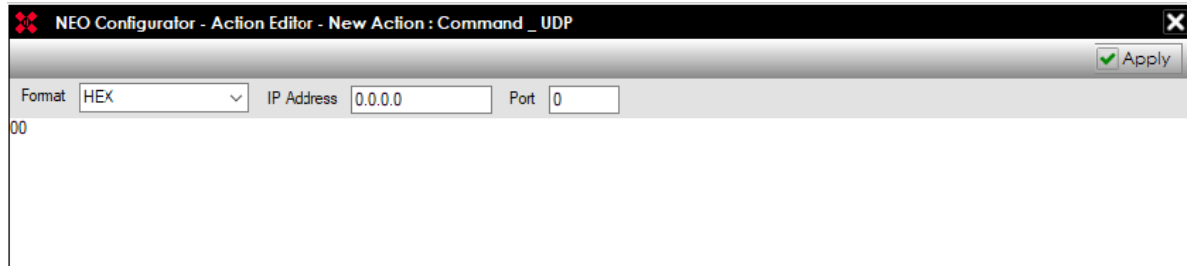 NEO Configurator - Action Editor - New Action : Command _ UDP
Apply
Format HEX IP Address 0.0.0.0 Port 0
00